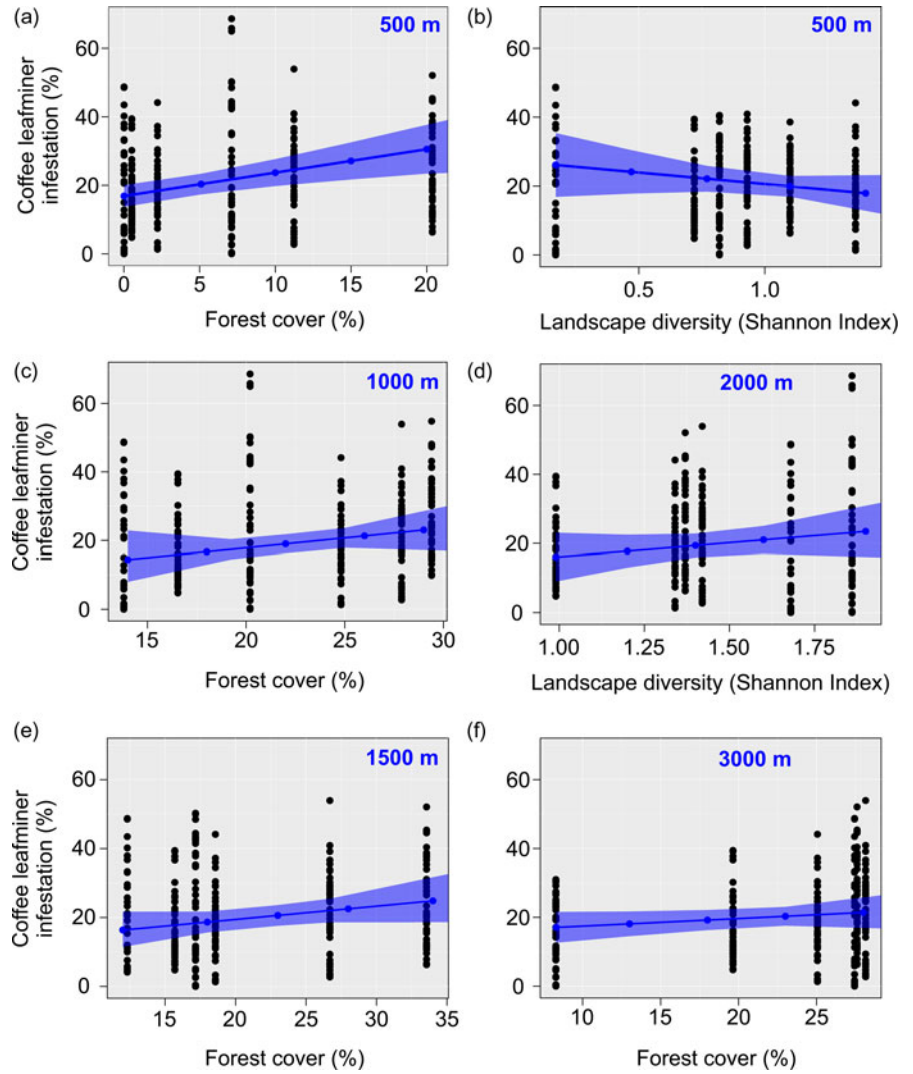 (a)
500 m
Coffee leafminer
infestation (%)
60
40
20
0
0 5 10 15 20
Forest cover (%)
(b)
500 m
60
40
20
0
0.5 1.0
Landscape diversity (Shannon Index)
(c)
1000 m
Coffee leafminer
infestation (%)
60
40
20
0
15 20 25 30
Forest cover (%)
(d)
2000 m
60
40
20
0
1.00 1.25 1.50 1.75
Landscape diversity (Shannon Index)
(e)
1500 m
Coffee leafminer
infestation (%)
60
40
20
0
15 20 25 30 35
Forest cover (%)
(f)
3000 m
60
40
20
0
10 15 20 25
Forest cover (%)